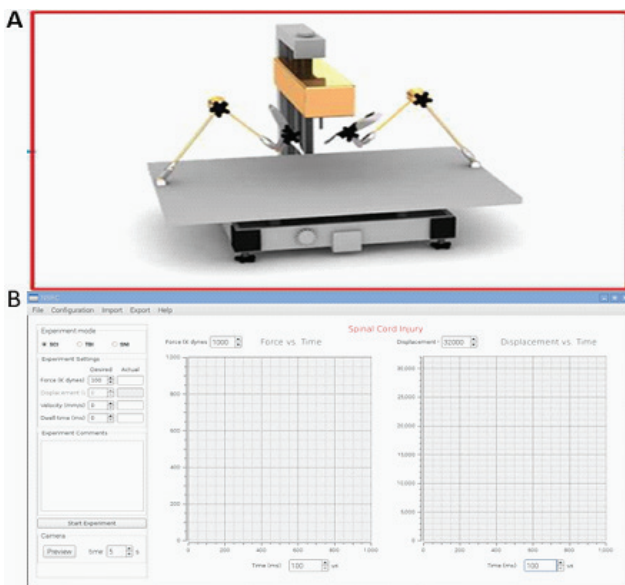 A
B
File Configuration Import Export Help
Experiment mode
SCI TBI SNI
Experiment Settings
Desired Actual
Force (K dynes) 100
Displacement (
Velocity (mm/s) 0
Dwell time (ms) 0
Experiment Comments
Start Experiment
Camera
Preview time 5 s
Spinal Cord Injury
Force (K dynes 1000 Force vs. Time
1,000
800
600
400
200
0
0 200 400 600 800 1,000
Time (ms) 100 us
Displacement 32000 Displacement vs. Time
30,000
25,000
20,000
15,000
10,000
5,000
0
0 200 400 600 800 1,000
Time (ms) 100 us